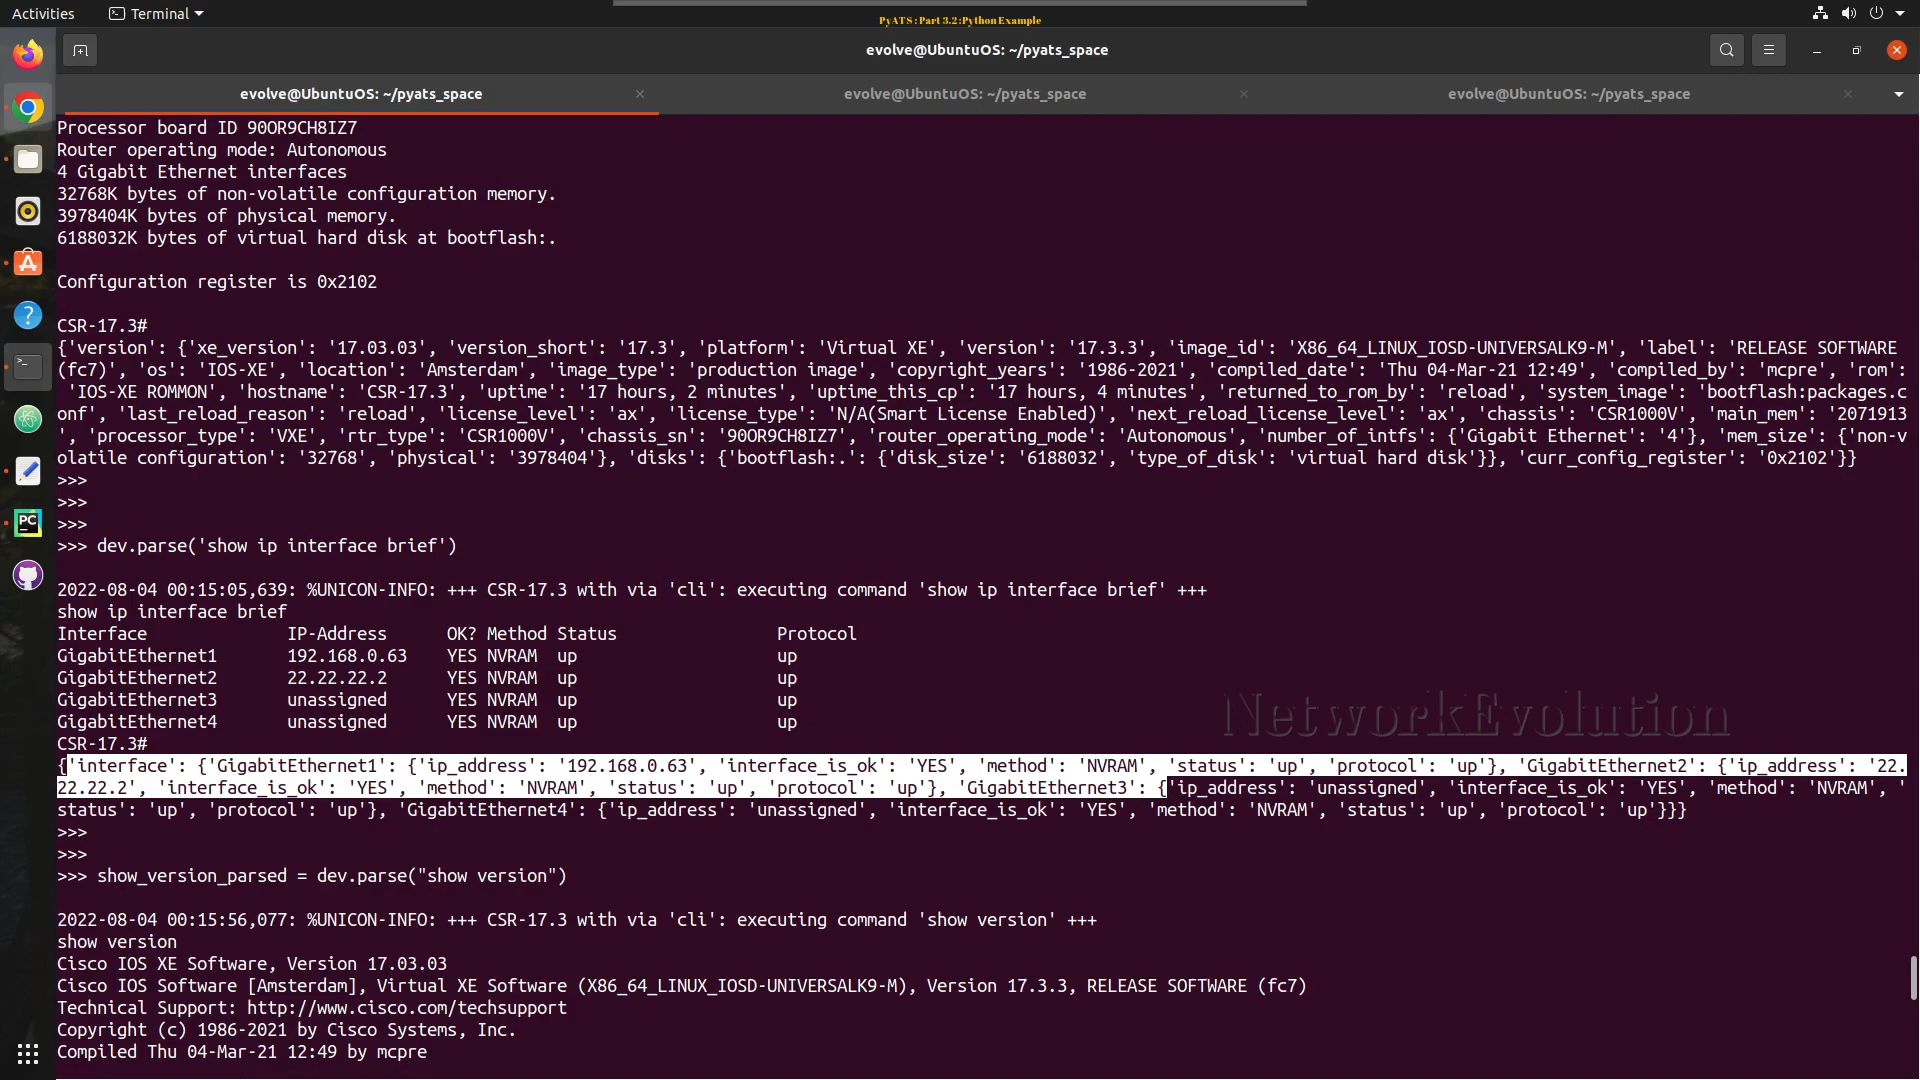 Activities
Terminal
PyATS : Part 3.2 :Python Example
evolve@UbuntuOS: ~/pyats_space
evolve@UbuntuOS: ~/pyats_space
evolve@UbuntuOS: ~/pyats_space
evolve@UbuntuOS: ~/pyats_space
Processor board ID 90OR9CH8IZ7
Router operating mode: Autonomous
4 Gigabit Ethernet interfaces
32768K bytes of non-volatile configuration memory.
3978404K bytes of physical memory.
6188032K bytes of virtual hard disk at bootflash:.
Configuration register is 0x2102
CSR-17.3#
{'version': {'xe_version': '17.03.03', 'version_short': '17.3', 'platform': 'Virtual XE', 'version': '17.3.3', 'image_id': 'X86_64_LINUX_IOSD-UNIVERSALK9-M', 'label': 'RELEASE SOFTWARE
(fc7)', 'os': 'IOS-XE', 'location': 'Amsterdam', 'image_type': 'production image', 'copyright_years': '1986-2021', 'compiled_date': 'Thu 04-Mar-21 12:49', 'compiled_by': 'mcpre', 'rom':
'IOS-XE ROMMON', 'hostname': 'CSR-17.3', 'uptime': '17 hours, 2 minutes', 'uptime_this_cp': '17 hours, 4 minutes', 'returned_to_rom_by': 'reload', 'system_image': 'bootflash:packages.c
onf', 'last_reload_reason': 'reload', 'license_level': 'ax', 'license_type': 'N/A(Smart License Enabled)', 'next_reload_license_level': 'ax', 'chassis': 'CSR1000V', 'main_mem': '2071913
', 'processor_type': 'VXE', 'rtr_type': 'CSR1000V', 'chassis_sn': '90OR9CH8IZ7', 'router_operating_mode': 'Autonomous', 'number_of_intfs': {'Gigabit Ethernet': '4'}, 'mem_size': {'non-v
olatile configuration': '32768', 'physical': '3978404'}, 'disks': {'bootflash:.': {'disk_size': '6188032', 'type_of_disk': 'virtual hard disk'}}, 'curr_config_register': '0x2102'}}
>>>
>>>
>>>
>>> dev.parse('show ip interface brief')
2022-08-04 00:15:05,639: %UNICON-INFO: +++ CSR-17.3 with via 'cli': executing command 'show ip interface brief' +++
show ip interface brief
Interface IP-Address OK? Method Status Protocol
GigabitEthernet1 192.168.0.63 YES NVRAM up up
GigabitEthernet2 22.22.22.2 YES NVRAM up up
GigabitEthernet3 unassigned YES NVRAM up up
GigabitEthernet4 unassigned YES NVRAM up up
NetworkEvolution
CSR-17.3#
{'interface': {'GigabitEthernet1': {'ip_address': '192.168.0.63', 'interface_is_ok': 'YES', 'method': 'NVRAM', 'status': 'up', 'protocol': 'up'}, 'GigabitEthernet2': {'ip_address': '22.
22.22.2', 'interface_is_ok': 'YES', 'method': 'NVRAM', 'status': 'up', 'protocol': 'up'}, 'GigabitEthernet3': {'ip_address': 'unassigned', 'interface_is_ok': 'YES', 'method': 'NVRAM', '
status': 'up', 'protocol': 'up'}, 'GigabitEthernet4': {'ip_address': 'unassigned', 'interface_is_ok': 'YES', 'method': 'NVRAM', 'status': 'up', 'protocol': 'up'}}}
>>>
>>>
>>> show_version_parsed = dev.parse("show version")
2022-08-04 00:15:56,077: %UNICON-INFO: +++ CSR-17.3 with via 'cli': executing command 'show version' +++
show version
Cisco IOS XE Software, Version 17.03.03
Cisco IOS Software [Amsterdam], Virtual XE Software (X86_64_LINUX_IOSD-UNIVERSALK9-M), Version 17.3.3, RELEASE SOFTWARE (fc7)
Technical Support: http://www.cisco.com/techsupport
Copyright (c) 1986-2021 by Cisco Systems, Inc.
Compiled Thu 04-Mar-21 12:49 by mcpre